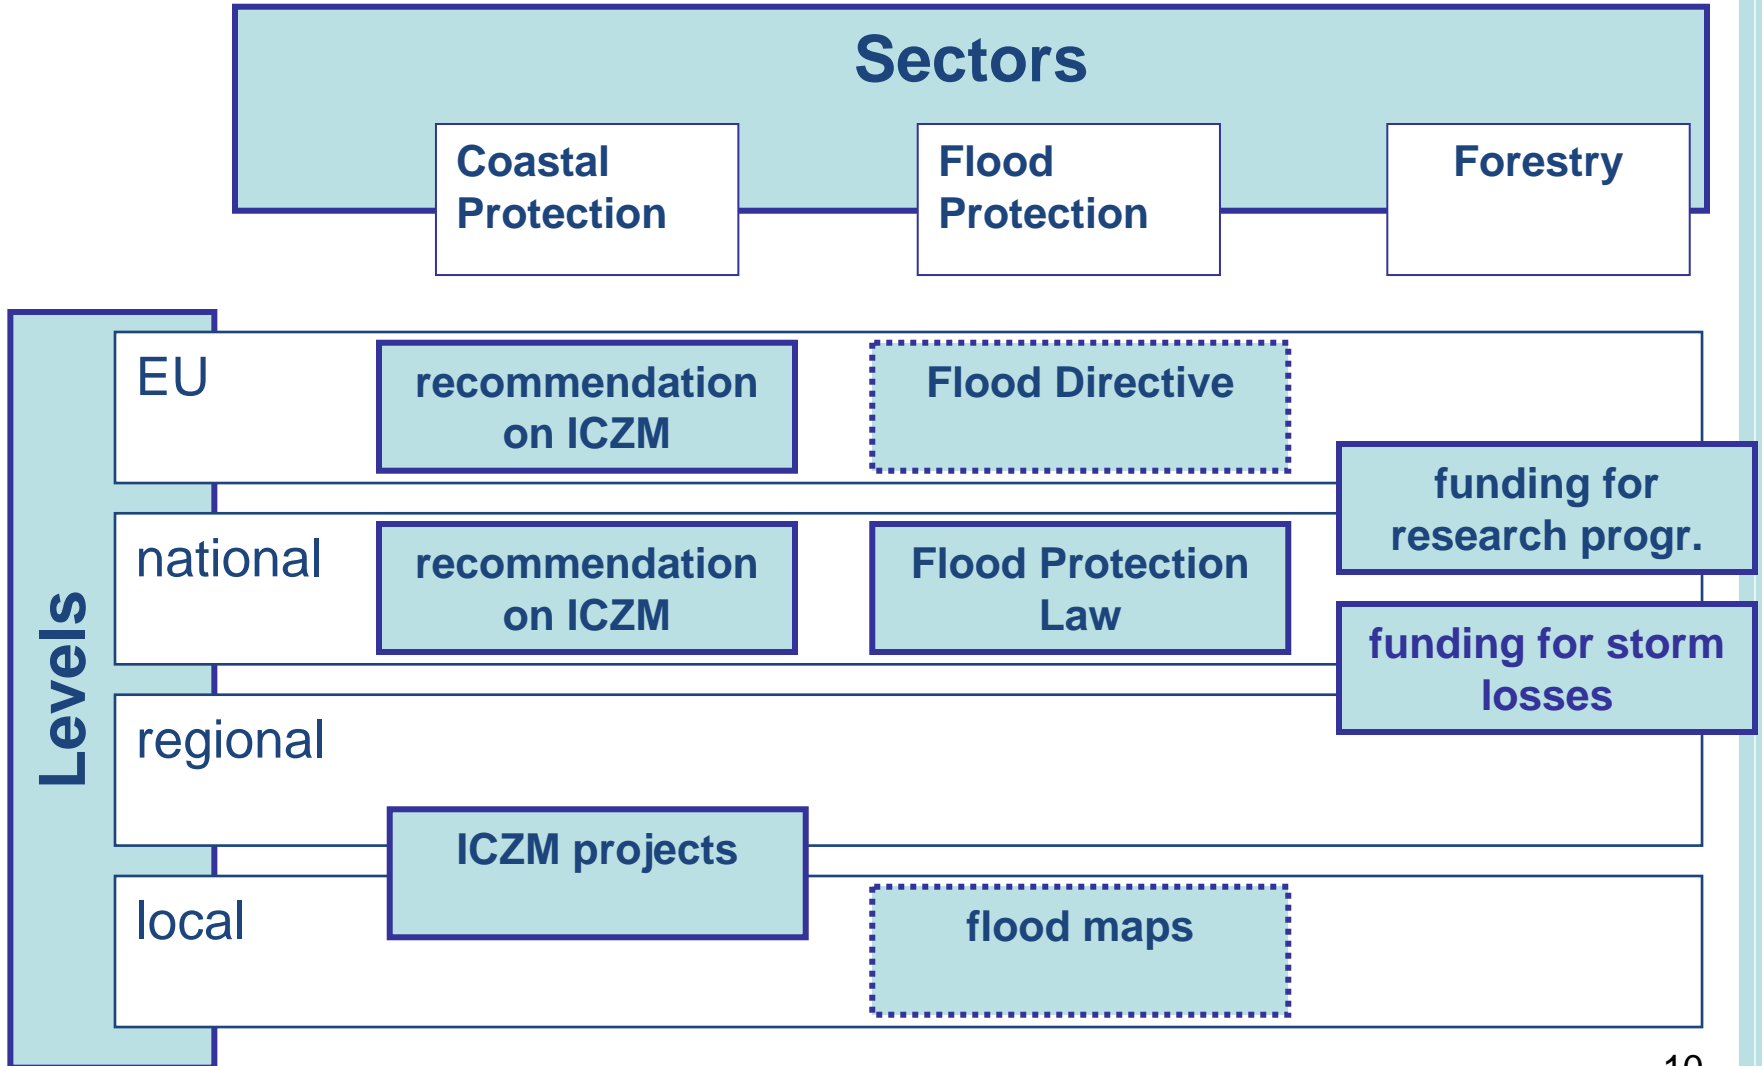 Sectors
Coastal
Protection
Flood
Protection
Forestry
Levels
EU
recommendation
on ICZM
Flood Directive
funding for
research progr.
national
recommendation
on ICZM
Flood Protection
Law
funding for storm
losses
regional
ICZM projects
local
flood maps
10